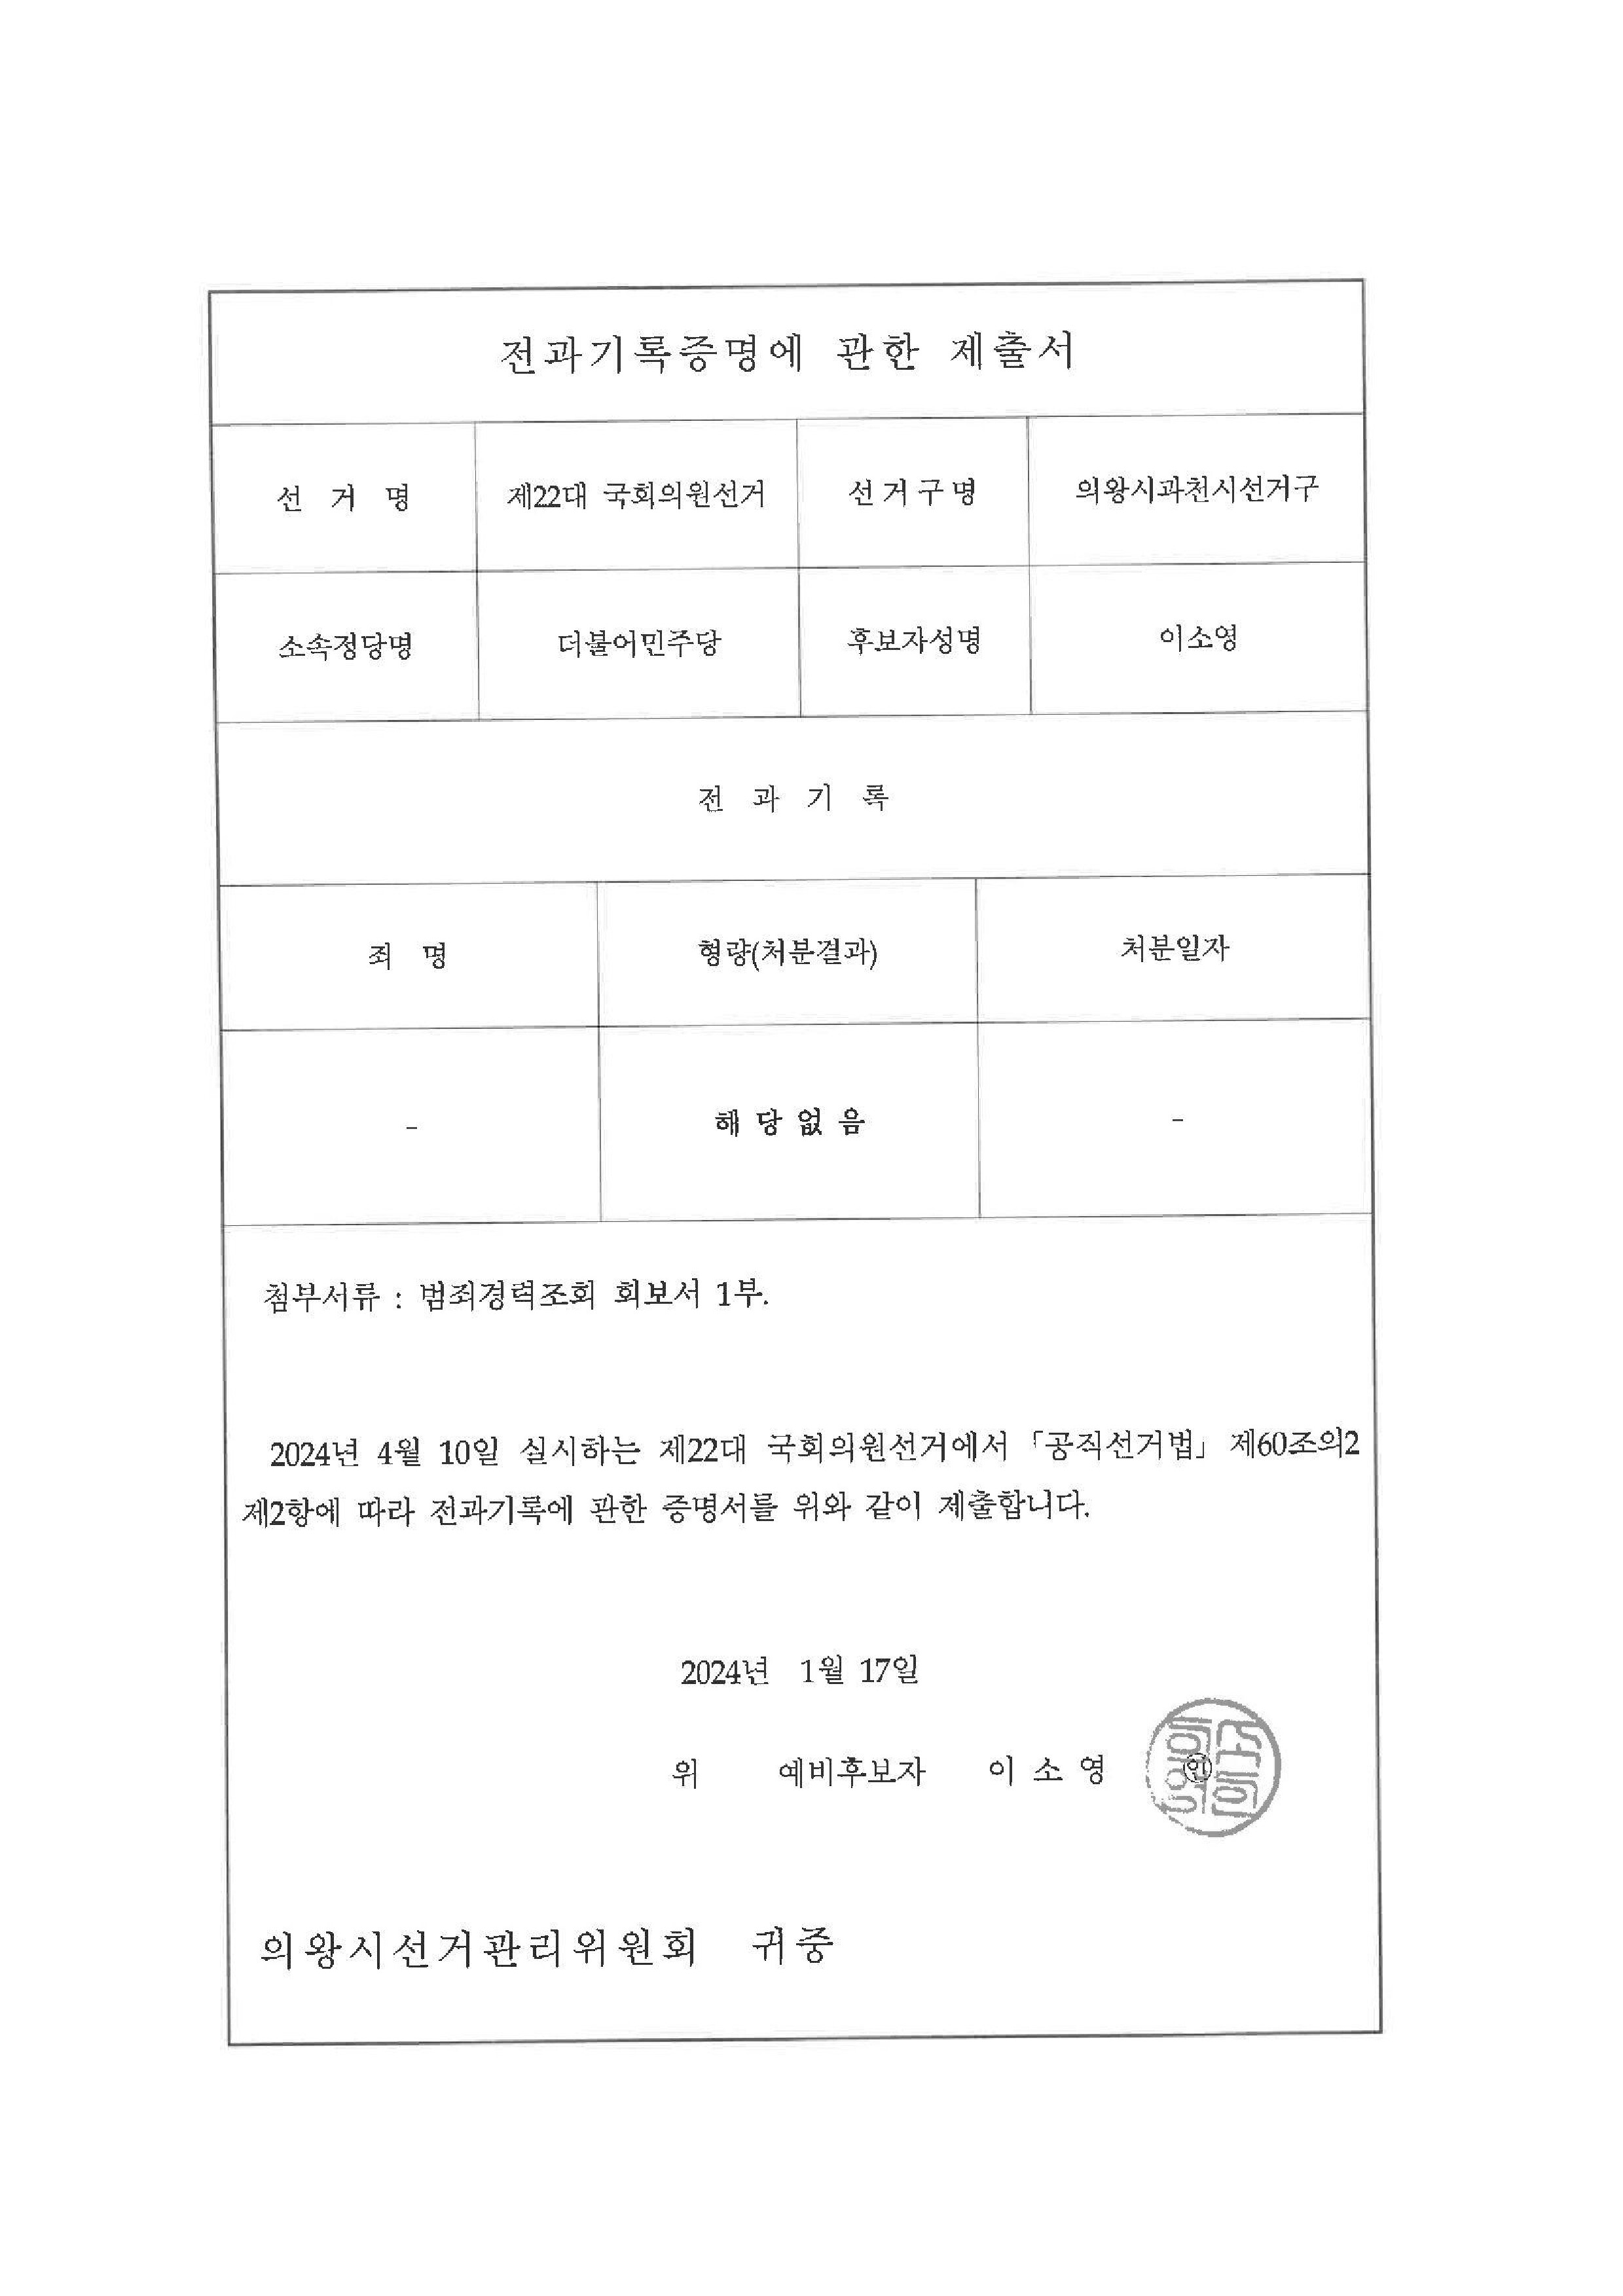 전과기록증명에 관한 제출서
선 거 명 제22대 국회의원선거 선거구명 의왕시과천시선거구
소속정당명 더불어민주당 후보자성명 이소영
전 과 기 록
죄 명 형량(처분결과) 처분일자
- 해당없음 -
첨부서류 : 범죄경력조회 회보서 1부.
2024년 4월 10일 실시하는 제22대 국회의원선거에서 「공직선거법」 제60조의2
제2항에 따라 전과기록에 관한 증명서를 위와 같이 제출합니다.
2024년 1월 17일
위 예비후보자 이 소 영 ㊞
의왕시선거관리위원회 귀중